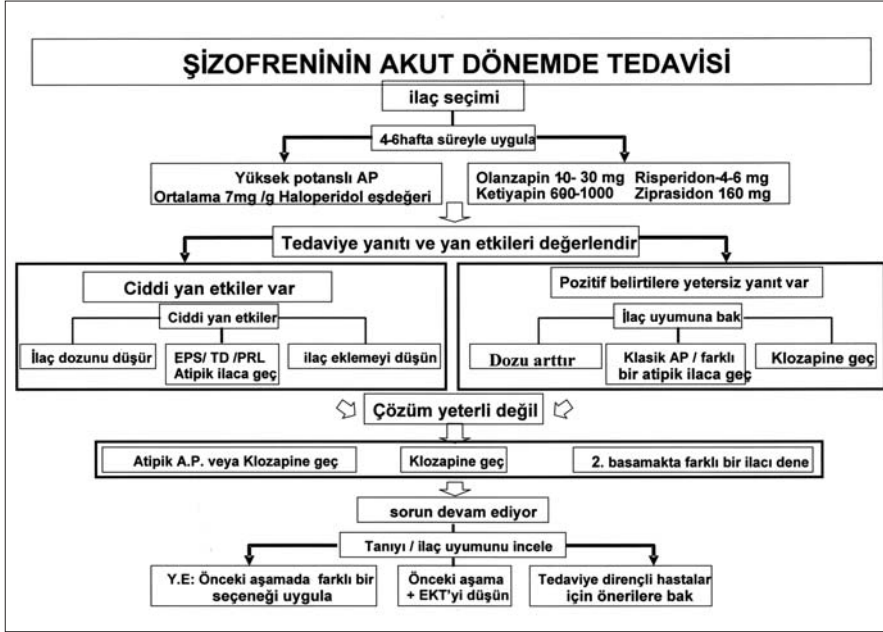 ŞİZOFRENİNİN AKUT DÖNEMDE TEDAVİSİ
ilaç seçimi
4-6hafta süreyle uygula
Yüksek potanslı AP
Ortalama 7mg /g Haloperidol eşdeğeri
Olanzapin 10- 30 mg Risperidon-4-6 mg
Ketiyapin 600-1000 Ziprasidon 160 mg
Tedaviye yanıtı ve yan etkileri değerlendir
Ciddi yan etkiler var
Ciddi yan etkiler
İlaç dozunu düşür
EPS/ TD /PRL
Atipik ilaca geç
ilaç eklemeyi düşün
Pozitif belirtilere yetersiz yanıt var
İlaç uyumuna bak
Dozu arttır
Klasik AP / farklı
bir atipik ilaca geç
Klozapine geç
Çözüm yeterli değil
Atipik A.P. veya Klozapine geç
Klozapine geç
2. basamakta farklı bir ilacı dene
sorun devam ediyor
Tanıyı / ilaç uyumunu incele
Y.E: Önceki aşamada farklı bir
seçeneği uygula
Önceki aşama
+ EKT'yi düşün
Tedaviye dirençli hastalar
için önerilere bak